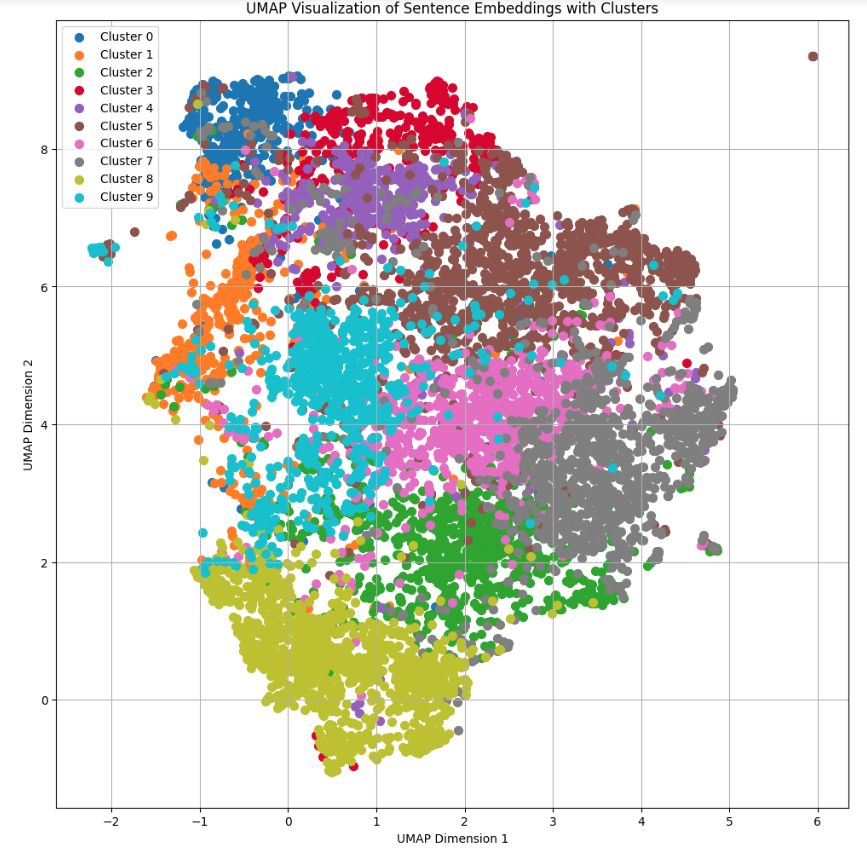 UMAP Visualization of Sentence Embeddings with Clusters
Cluster 0
Cluster 1
Cluster 2
Cluster 3
Cluster 4
Cluster 5
Cluster 6
Cluster 7
Cluster 8
Cluster 9
8
6
4
2
0
UMAP Dimension 2
−2 −1 0 1 2 3 4 5 6
UMAP Dimension 1